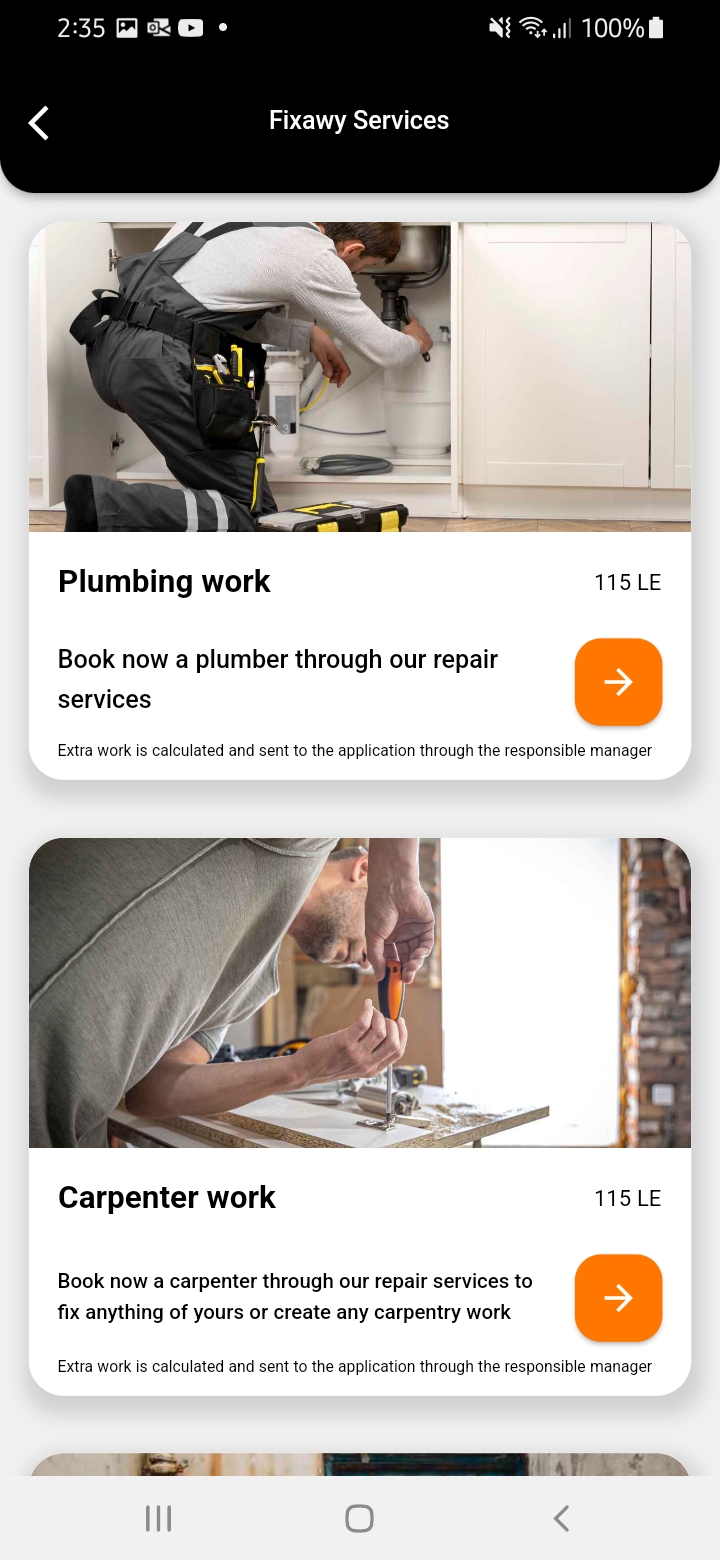 2:35
100%
Fixawy Services
Plumbing work
115 LE
Book now a plumber through our repair
services
Extra work is calculated and sent to the application through the responsible manager
Carpenter work
115 LE
Book now a carpenter through our repair services to
fix anything of yours or create any carpentry work
Extra work is calculated and sent to the application through the responsible manager